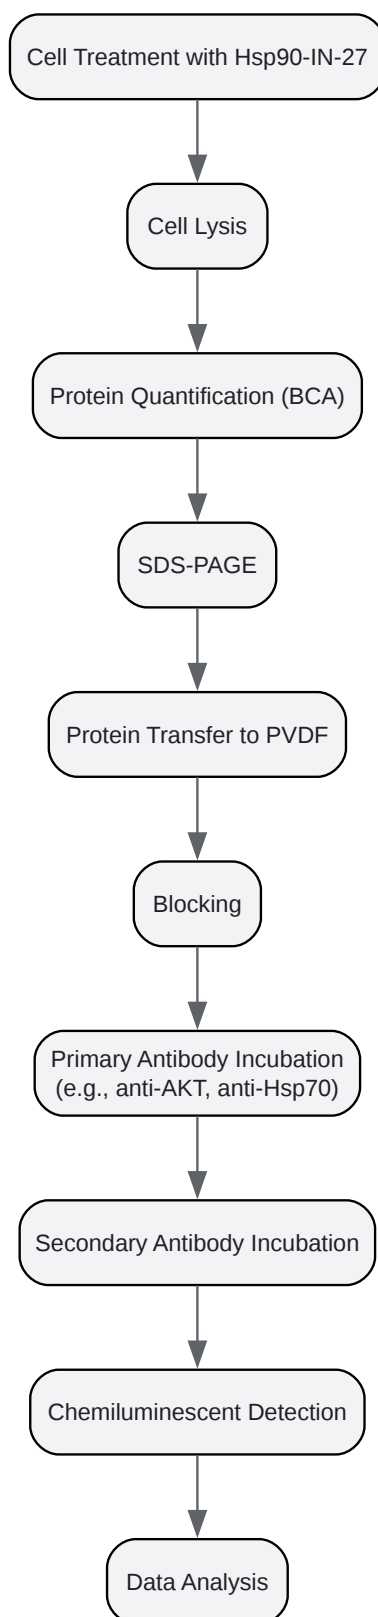 Cell Treatment with Hsp90-IN-27
Cell Lysis
Protein Quantification (BCA)
SDS-PAGE
Protein Transfer to PVDF
Blocking
Primary Antibody Incubation
(e.g., anti-AKT, anti-Hsp70)
Secondary Antibody Incubation
Chemiluminescent Detection
Data Analysis